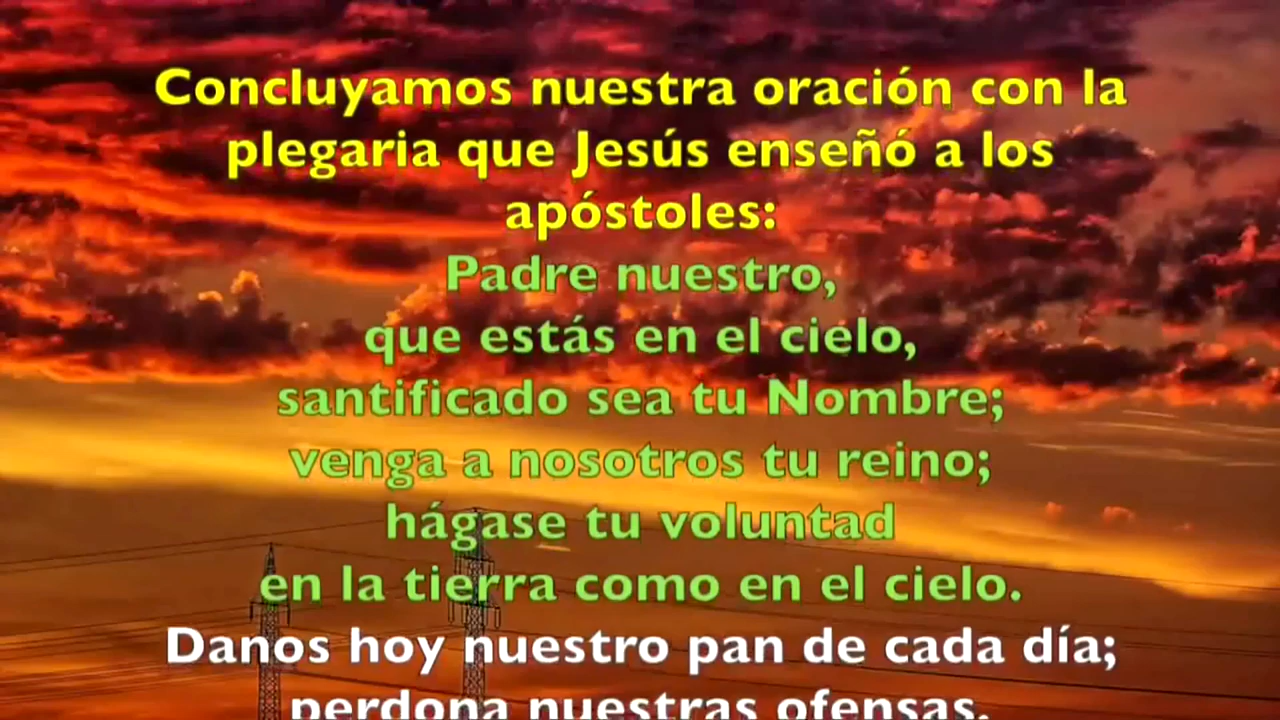 Concluyamos nuestra oración con la
plegaria que Jesús enseñó a los
apóstoles:
Padre nuestro,
que estás en el cielo,
santificado sea tu Nombre;
venga a nosotros tu reino;
hágase tu voluntad
en la tierra como en el cielo.
Danos hoy nuestro pan de cada día;
perdona nuestras ofensas,